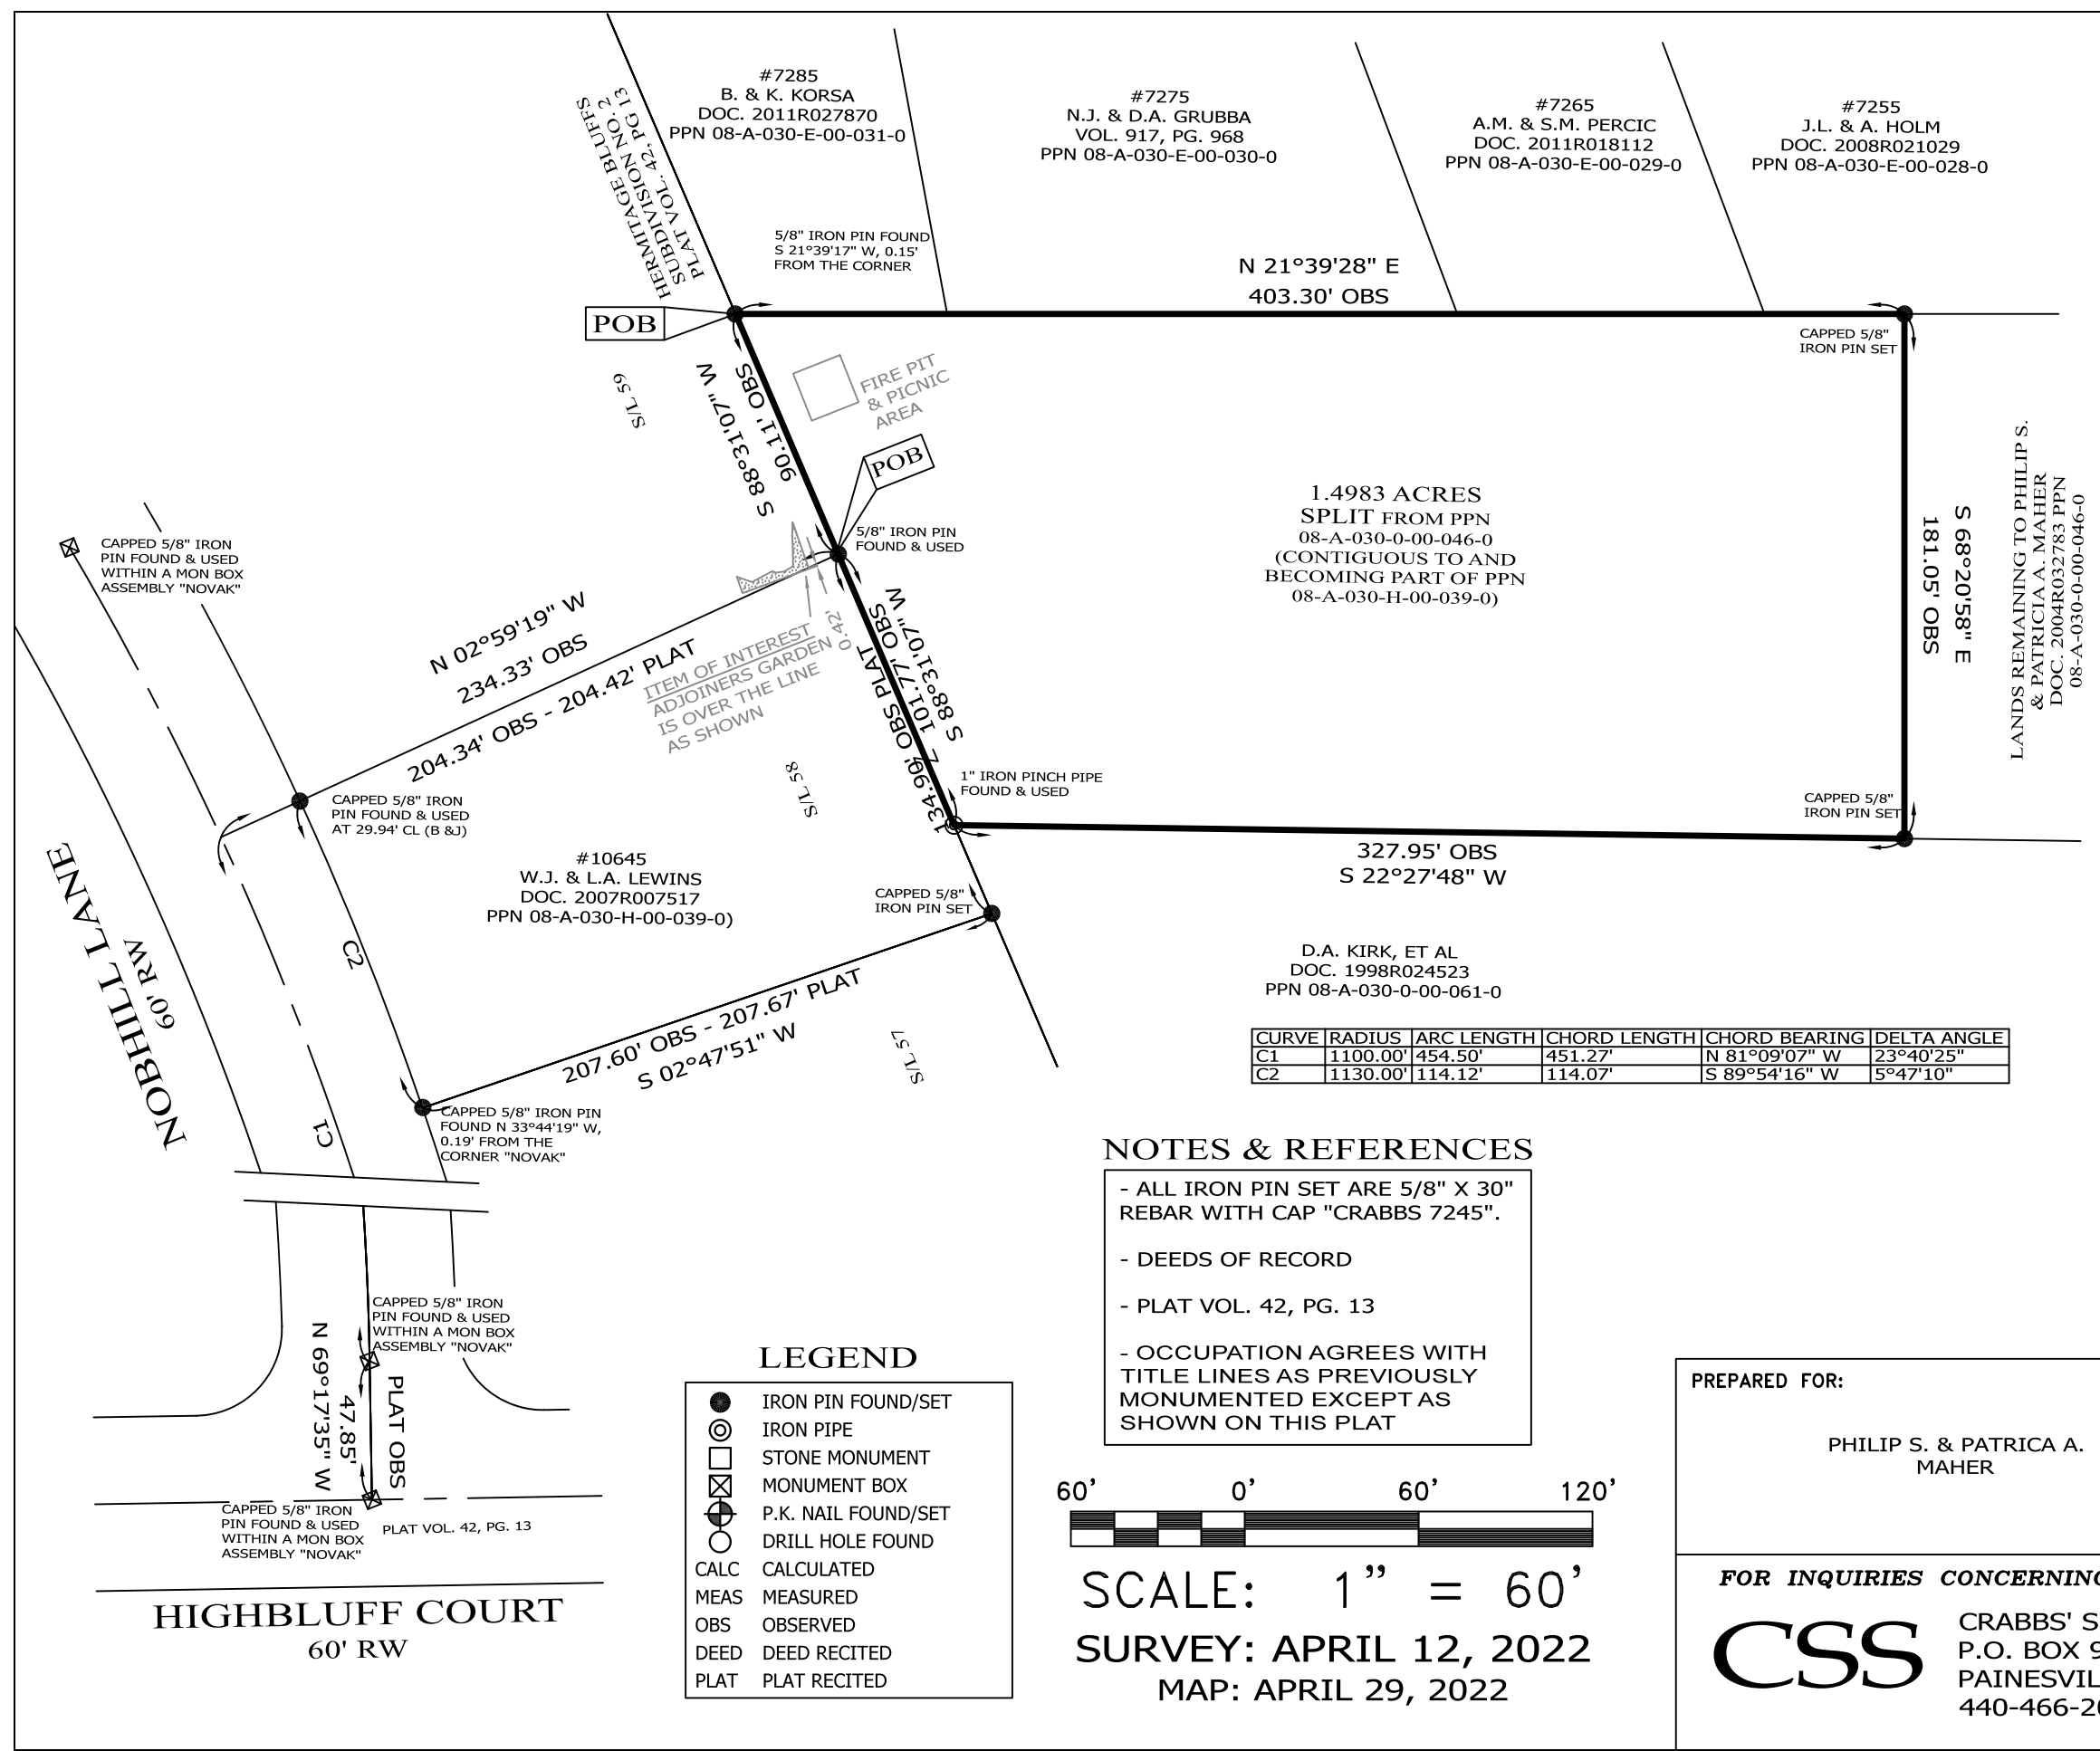 #7285
B. & K. KORSA
DOC. 2011R027870
PPN 08-A-030-E-00-031-0
#7275
N.J. & D.A. GRUBBA
VOL. 917, PG. 968
PPN 08-A-030-E-00-030-0
#7265
A.M. & S.M. PERCIC
DOC. 2011R018112
PPN 08-A-030-E-00-029-0
#7255
J.L. & A. HOLM
DOC. 2008R021029
PPN 08-A-030-E-00-028-0
HERMITAGE BLUFFS
SUBDIVISION NO. 2
PLAT VOL. 42, PG 13
5/8" IRON PIN FOUND
S 21°39'17" W, 0.15'
FROM THE CORNER
N 21°39'28" E
403.30' OBS
POB
CAPPED 5/8"
IRON PIN SET
S/L 59
90.11' OBS
S 88°31'07" W
FIRE PIT
& PICNIC
AREA
POB
5/8" IRON PIN
FOUND & USED
1.4983 ACRES
SPLIT FROM PPN
08-A-030-0-00-046-0
(CONTIGUOUS TO AND
BECOMING PART OF PPN
08-A-030-H-00-039-0)
S 68°20'58" E
181.05' OBS
LANDS REMAINING TO PHILIP S.
& PATRICIA A. MAHER
DOC. 2004R032783 PPN
08-A-030-0-00-046-0
CAPPED 5/8" IRON
PIN FOUND & USED
WITHIN A MON BOX
ASSEMBLY "NOVAK"
N 02°59'19" W
234.33' OBS
204.34' OBS - 204.42' PLAT
ITEM OF INTEREST
ADJOINERS GARDEN
IS OVER THE LINE
AS SHOWN
0.42'
S 88°31'07" W
101.77' OBS
134.90' OBS PLAT
S/L 58
1" IRON PINCH PIPE
FOUND & USED
CAPPED 5/8"
IRON PIN SET
327.95' OBS
S 22°27'48" W
CAPPED 5/8" IRON
PIN FOUND & USED
AT 29.94' CL (B &J)
#10645
W.J. & L.A. LEWINS
DOC. 2007R007517
PPN 08-A-030-H-00-039-0)
CAPPED 5/8"
IRON PIN SET
NOBHILL LANE
60' RW
C2
C1
207.60' OBS - 207.67' PLAT
S 02°47'51" W
S/L 57
D.A. KIRK, ET AL
DOC. 1998R024523
PPN 08-A-030-0-00-061-0
CURVE RADIUS ARC LENGTH CHORD LENGTH CHORD BEARING DELTA ANGLE
C1 1100.00' 454.50' 451.27' N 81°09'07" W 23°40'25"
C2 1130.00' 114.12' 114.07' S 89°54'16" W 5°47'10"
CAPPED 5/8" IRON PIN
FOUND N 33°44'19" W,
0.19' FROM THE
CORNER "NOVAK"
NOTES & REFERENCES
- ALL IRON PIN SET ARE 5/8" X 30"
REBAR WITH CAP "CRABBS 7245".
- DEEDS OF RECORD
- PLAT VOL. 42, PG. 13
- OCCUPATION AGREES WITH
TITLE LINES AS PREVIOUSLY
MONUMENTED EXCEPT AS
SHOWN ON THIS PLAT
CAPPED 5/8" IRON
PIN FOUND & USED
WITHIN A MON BOX
ASSEMBLY "NOVAK"
PLAT OBS
47.85'
N 69°17'35" W
CAPPED 5/8" IRON
PIN FOUND & USED
WITHIN A MON BOX
ASSEMBLY "NOVAK"
PLAT VOL. 42, PG. 13
HIGHBLUFF COURT
60' RW
LEGEND
IRON PIN FOUND/SET
IRON PIPE
STONE MONUMENT
MONUMENT BOX
P.K. NAIL FOUND/SET
DRILL HOLE FOUND
CALC CALCULATED
MEAS MEASURED
OBS OBSERVED
DEED DEED RECITED
PLAT PLAT RECITED
60' 0' 60' 120'
SCALE: 1" = 60'
SURVEY: APRIL 12, 2022
MAP: APRIL 29, 2022
PREPARED FOR:
PHILIP S. & PATRICA A.
MAHER
FOR INQUIRIES CONCERNING
CSS
CRABBS' S
P.O. BOX 9
PAINESVIL
440-466-2